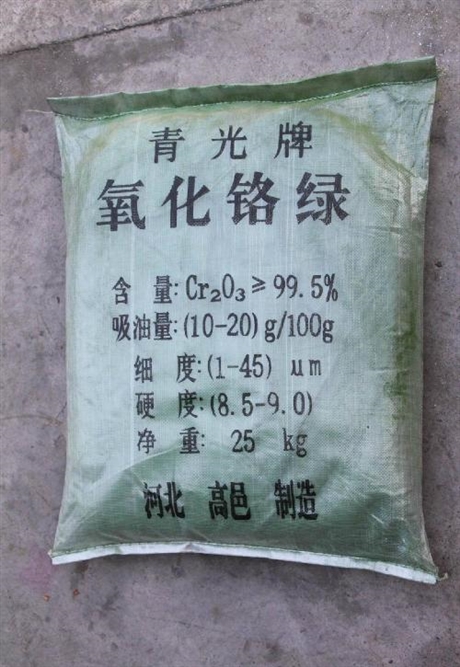 青光牌
氧化铬绿
含 量: Cr₂O₃ ≥ 99.5%
吸油量: (10-20) g/100g
细 度: (1-45) um
硬 度: (8.5-9.0)
净 重: 25 kg
河北 高邑 制造